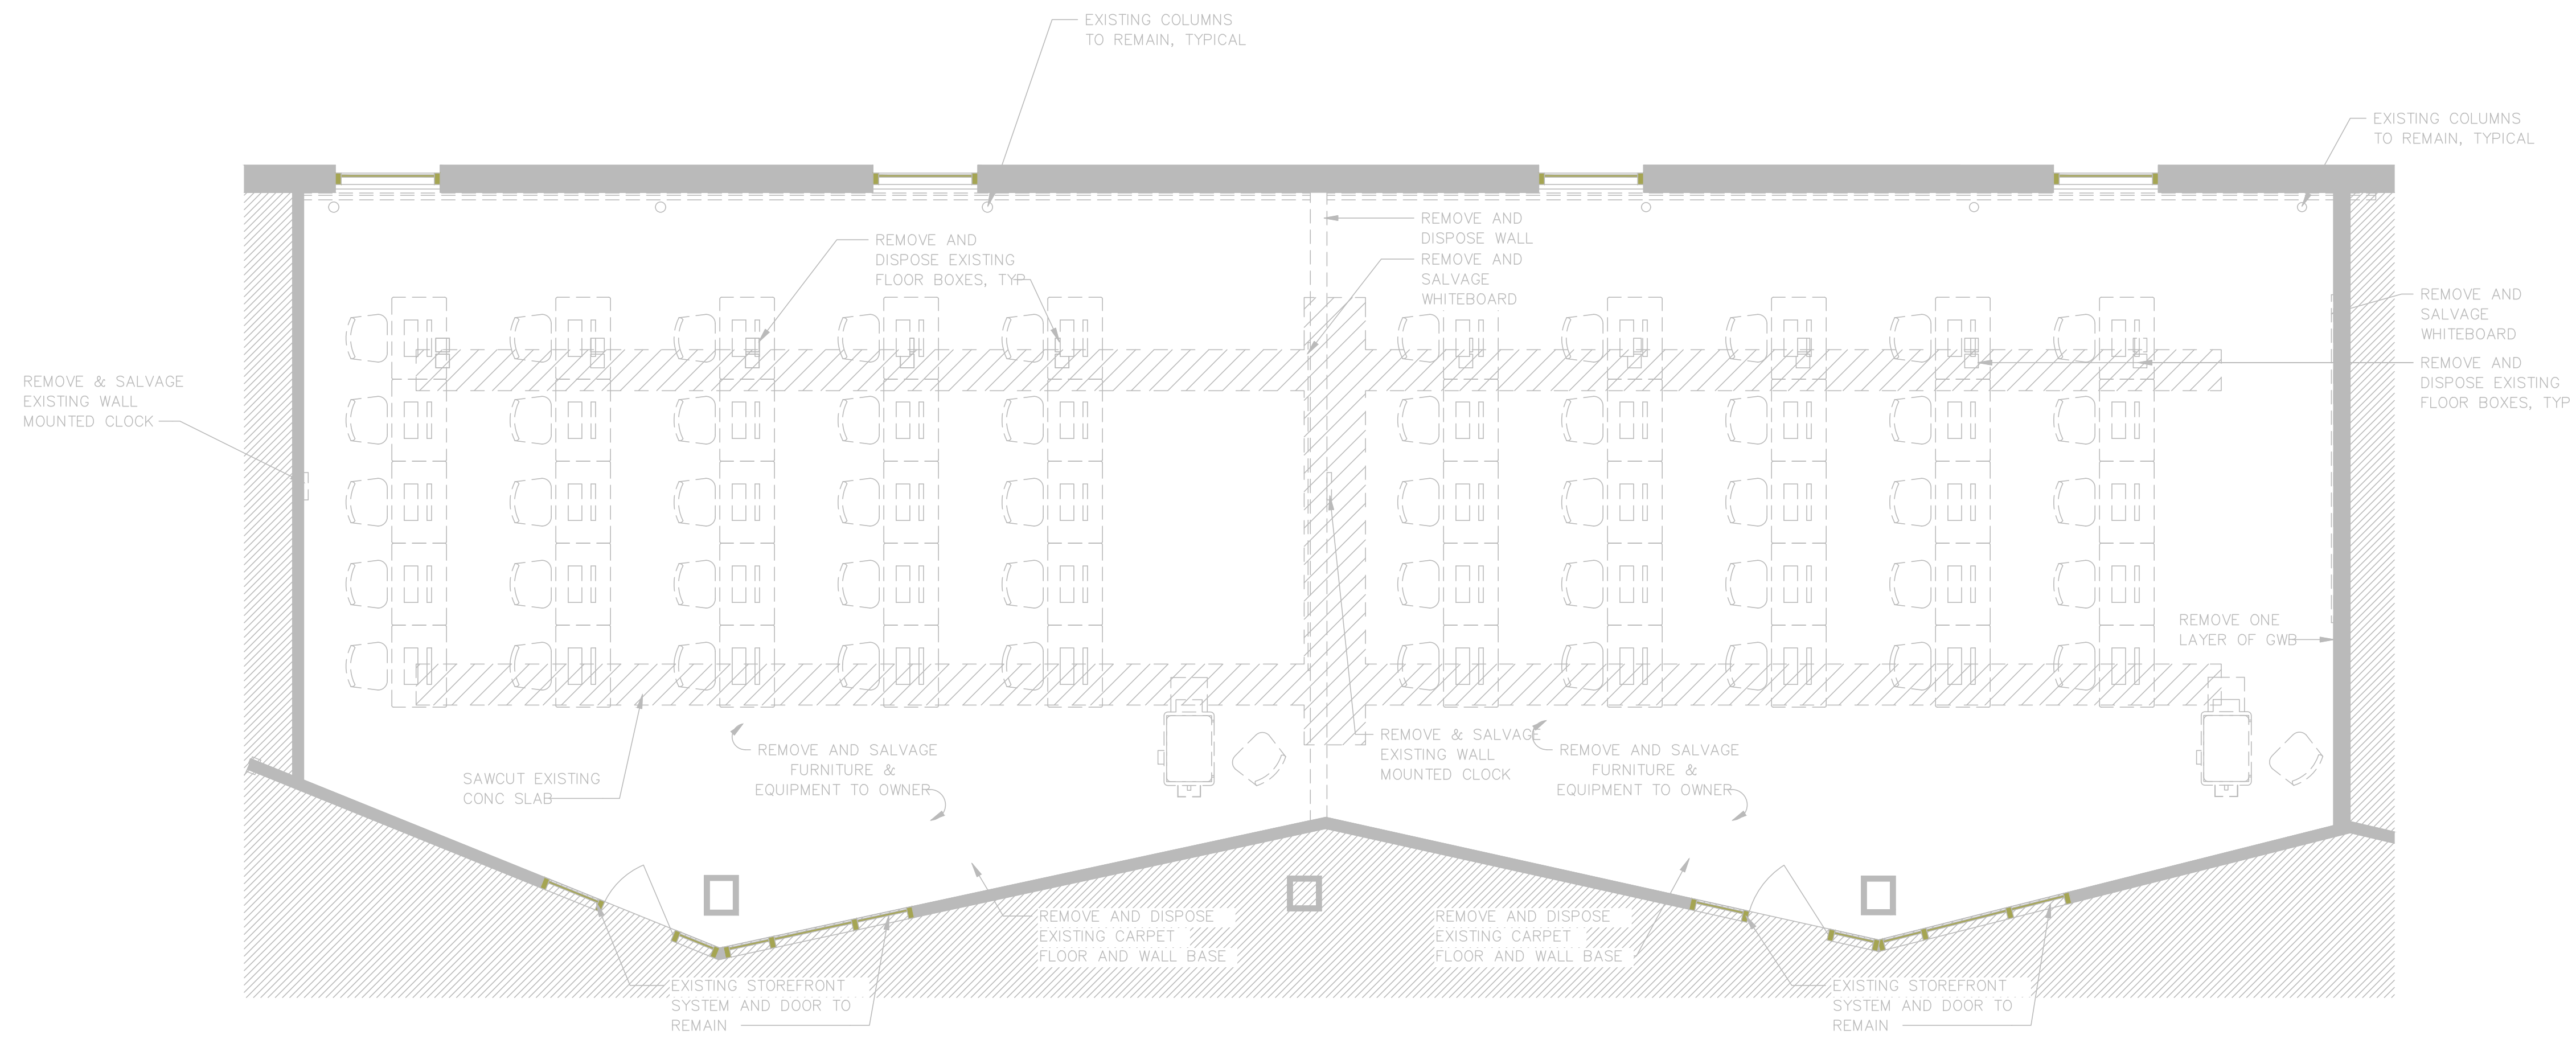 EXISTING COLUMNS
TO REMAIN, TYPICAL
EXISTING COLUMNS
TO REMAIN, TYPICAL
REMOVE AND
DISPOSE WALL
REMOVE AND
SALVAGE
WHITEBOARD
REMOVE AND
DISPOSE EXISTING
FLOOR BOXES, TYP
REMOVE AND
SALVAGE
WHITEBOARD
REMOVE AND
DISPOSE EXISTING
FLOOR BOXES, TYP
REMOVE & SALVAGE
EXISTING WALL
MOUNTED CLOCK
REMOVE ONE
LAYER OF GWB
SAWCUT EXISTING
CONC SLAB
REMOVE AND SALVAGE
FURNITURE &
EQUIPMENT TO OWNER
REMOVE & SALVAGE
EXISTING WALL
MOUNTED CLOCK
REMOVE AND SALVAGE
FURNITURE &
EQUIPMENT TO OWNER
REMOVE AND DISPOSE
EXISTING CARPET
FLOOR AND WALL BASE
REMOVE AND DISPOSE
EXISTING CARPET
FLOOR AND WALL BASE
EXISTING STOREFRONT
SYSTEM AND DOOR TO
REMAIN
EXISTING STOREFRONT
SYSTEM AND DOOR TO
REMAIN